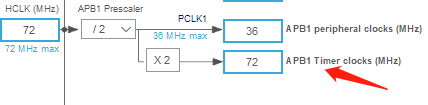 HCLK (MHz)
APB1 Prescaler
PCLK1
72
/ 2
36
APB1 peripheral clocks (MHz)
72 MHz max
36 MHz max
X 2
72
APB1 Timer clocks (MHz)